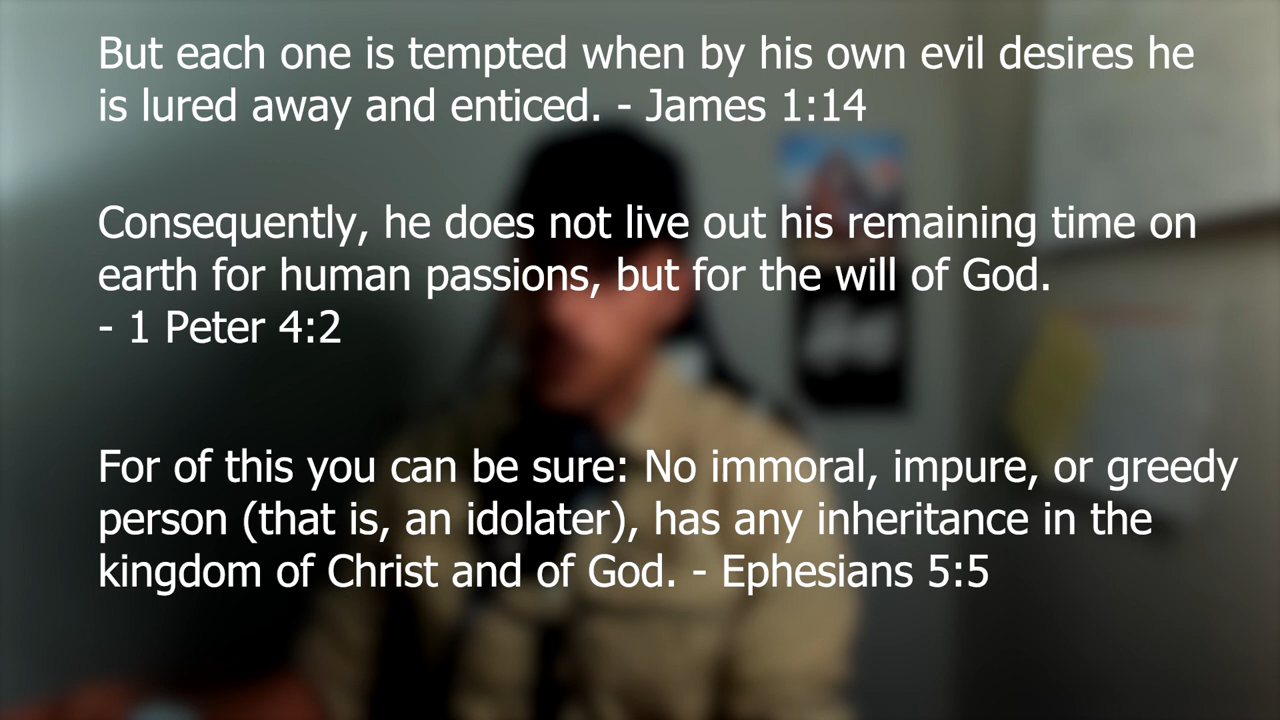 But each one is tempted when by his own evil desires he
is lured away and enticed. - James 1:14
Consequently, he does not live out his remaining time on
earth for human passions, but for the will of God.
- 1 Peter 4:2
For of this you can be sure: No immoral, impure, or greedy
person (that is, an idolater), has any inheritance in the
kingdom of Christ and of God. - Ephesians 5:5